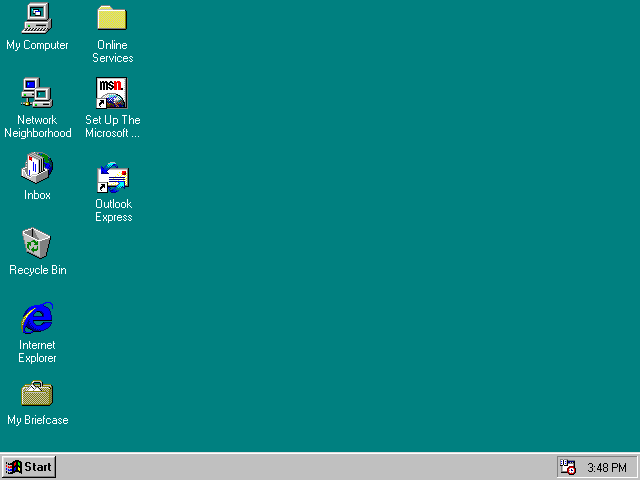 My Computer
Network
Neighborhood
Inbox
Recycle Bin
Internet
Explorer
My Briefcase
Online
Services
msn.
Set Up The
Microsoft ...
Outlook
Express
Start
3:48 PM